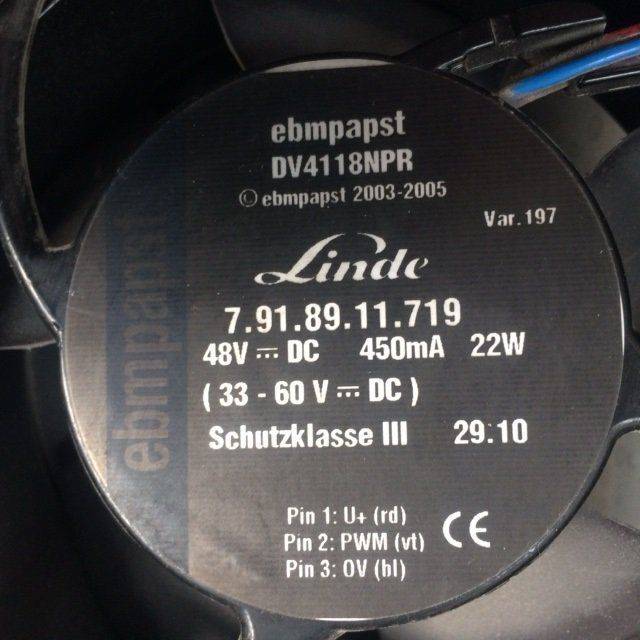 ebmpapst
DV4118NPR
© ebmpapst 2003-2005
Var. 197
Linde
7.91.89.11.719
48V ⎓ DC 450mA 22W
( 33 - 60 V ⎓ DC )
Schutzklasse III 29:10
Pin 1: U+ (rd)
Pin 2: PWM (vt)
Pin 3: 0V (bl)
CE
ebmpapst